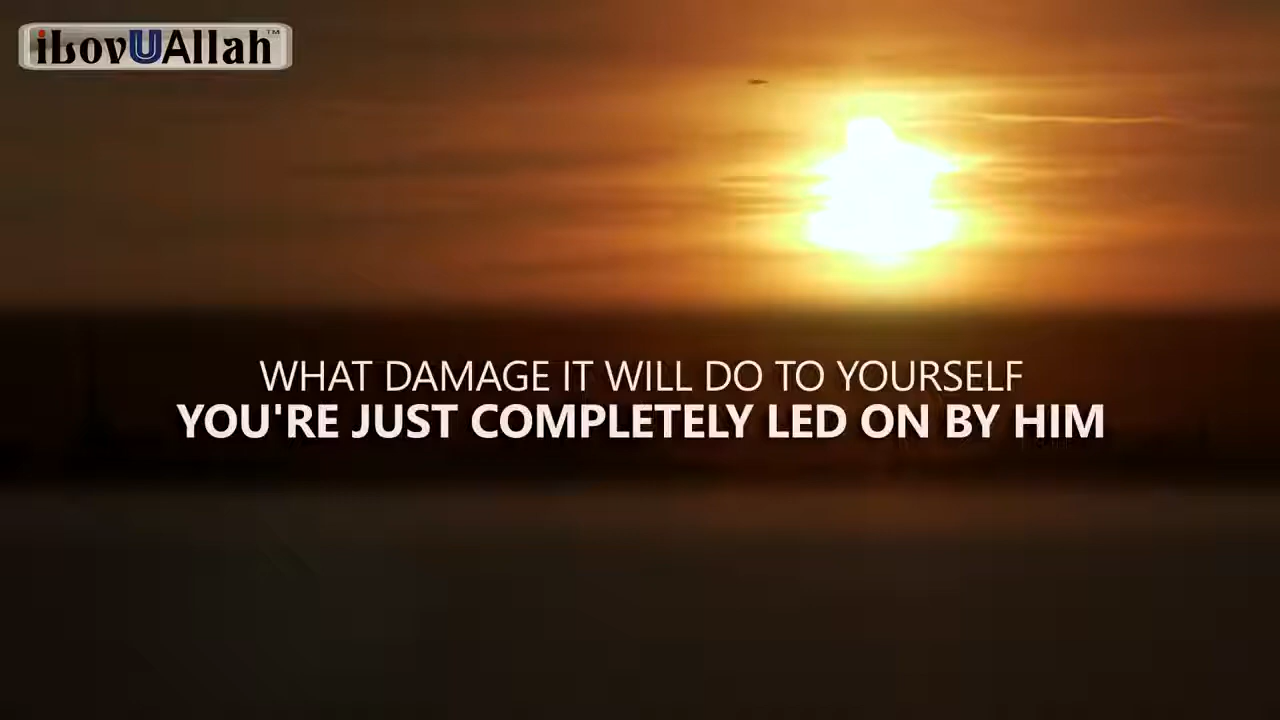 iLovUAllah™
WHAT DAMAGE IT WILL DO TO YOURSELF
YOU'RE JUST COMPLETELY LED ON BY HIM